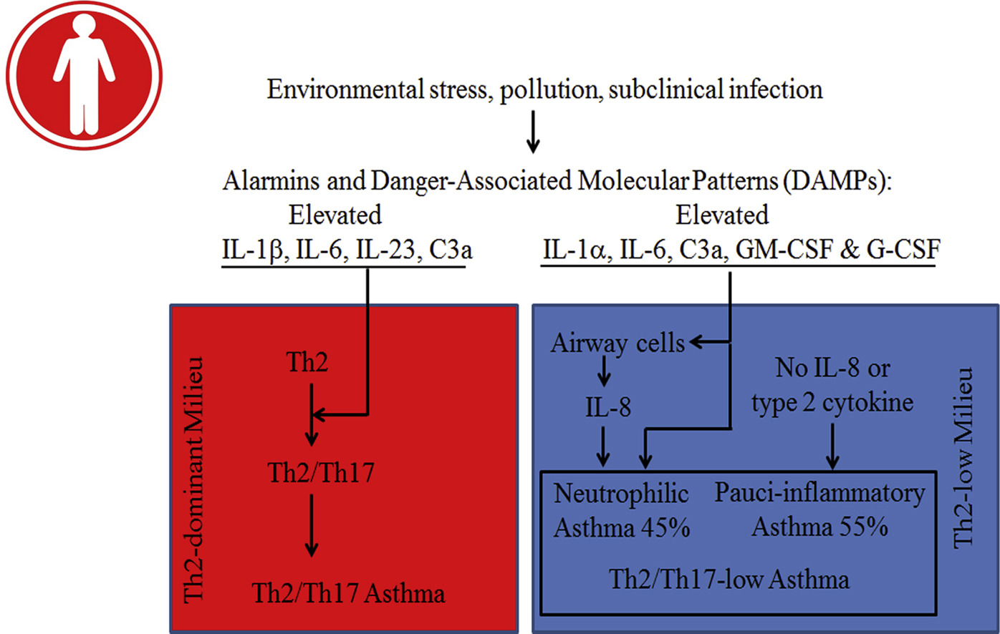 Environmental stress, pollution, subclinical infection
Alarmins and Danger-Associated Molecular Patterns (DAMPs):
Elevated
IL-1β, IL-6, IL-23, C3a
Elevated
IL-1α, IL-6, C3a, GM-CSF & G-CSF
Th2-dominant Milieu
Th2
Th2/Th17
Th2/Th17 Asthma
Airway cells
IL-8
No IL-8 or
type 2 cytokine
Neutrophilic
Asthma 45%
Pauci-inflammatory
Asthma 55%
Th2/Th17-low Asthma
Th2-low Milieu